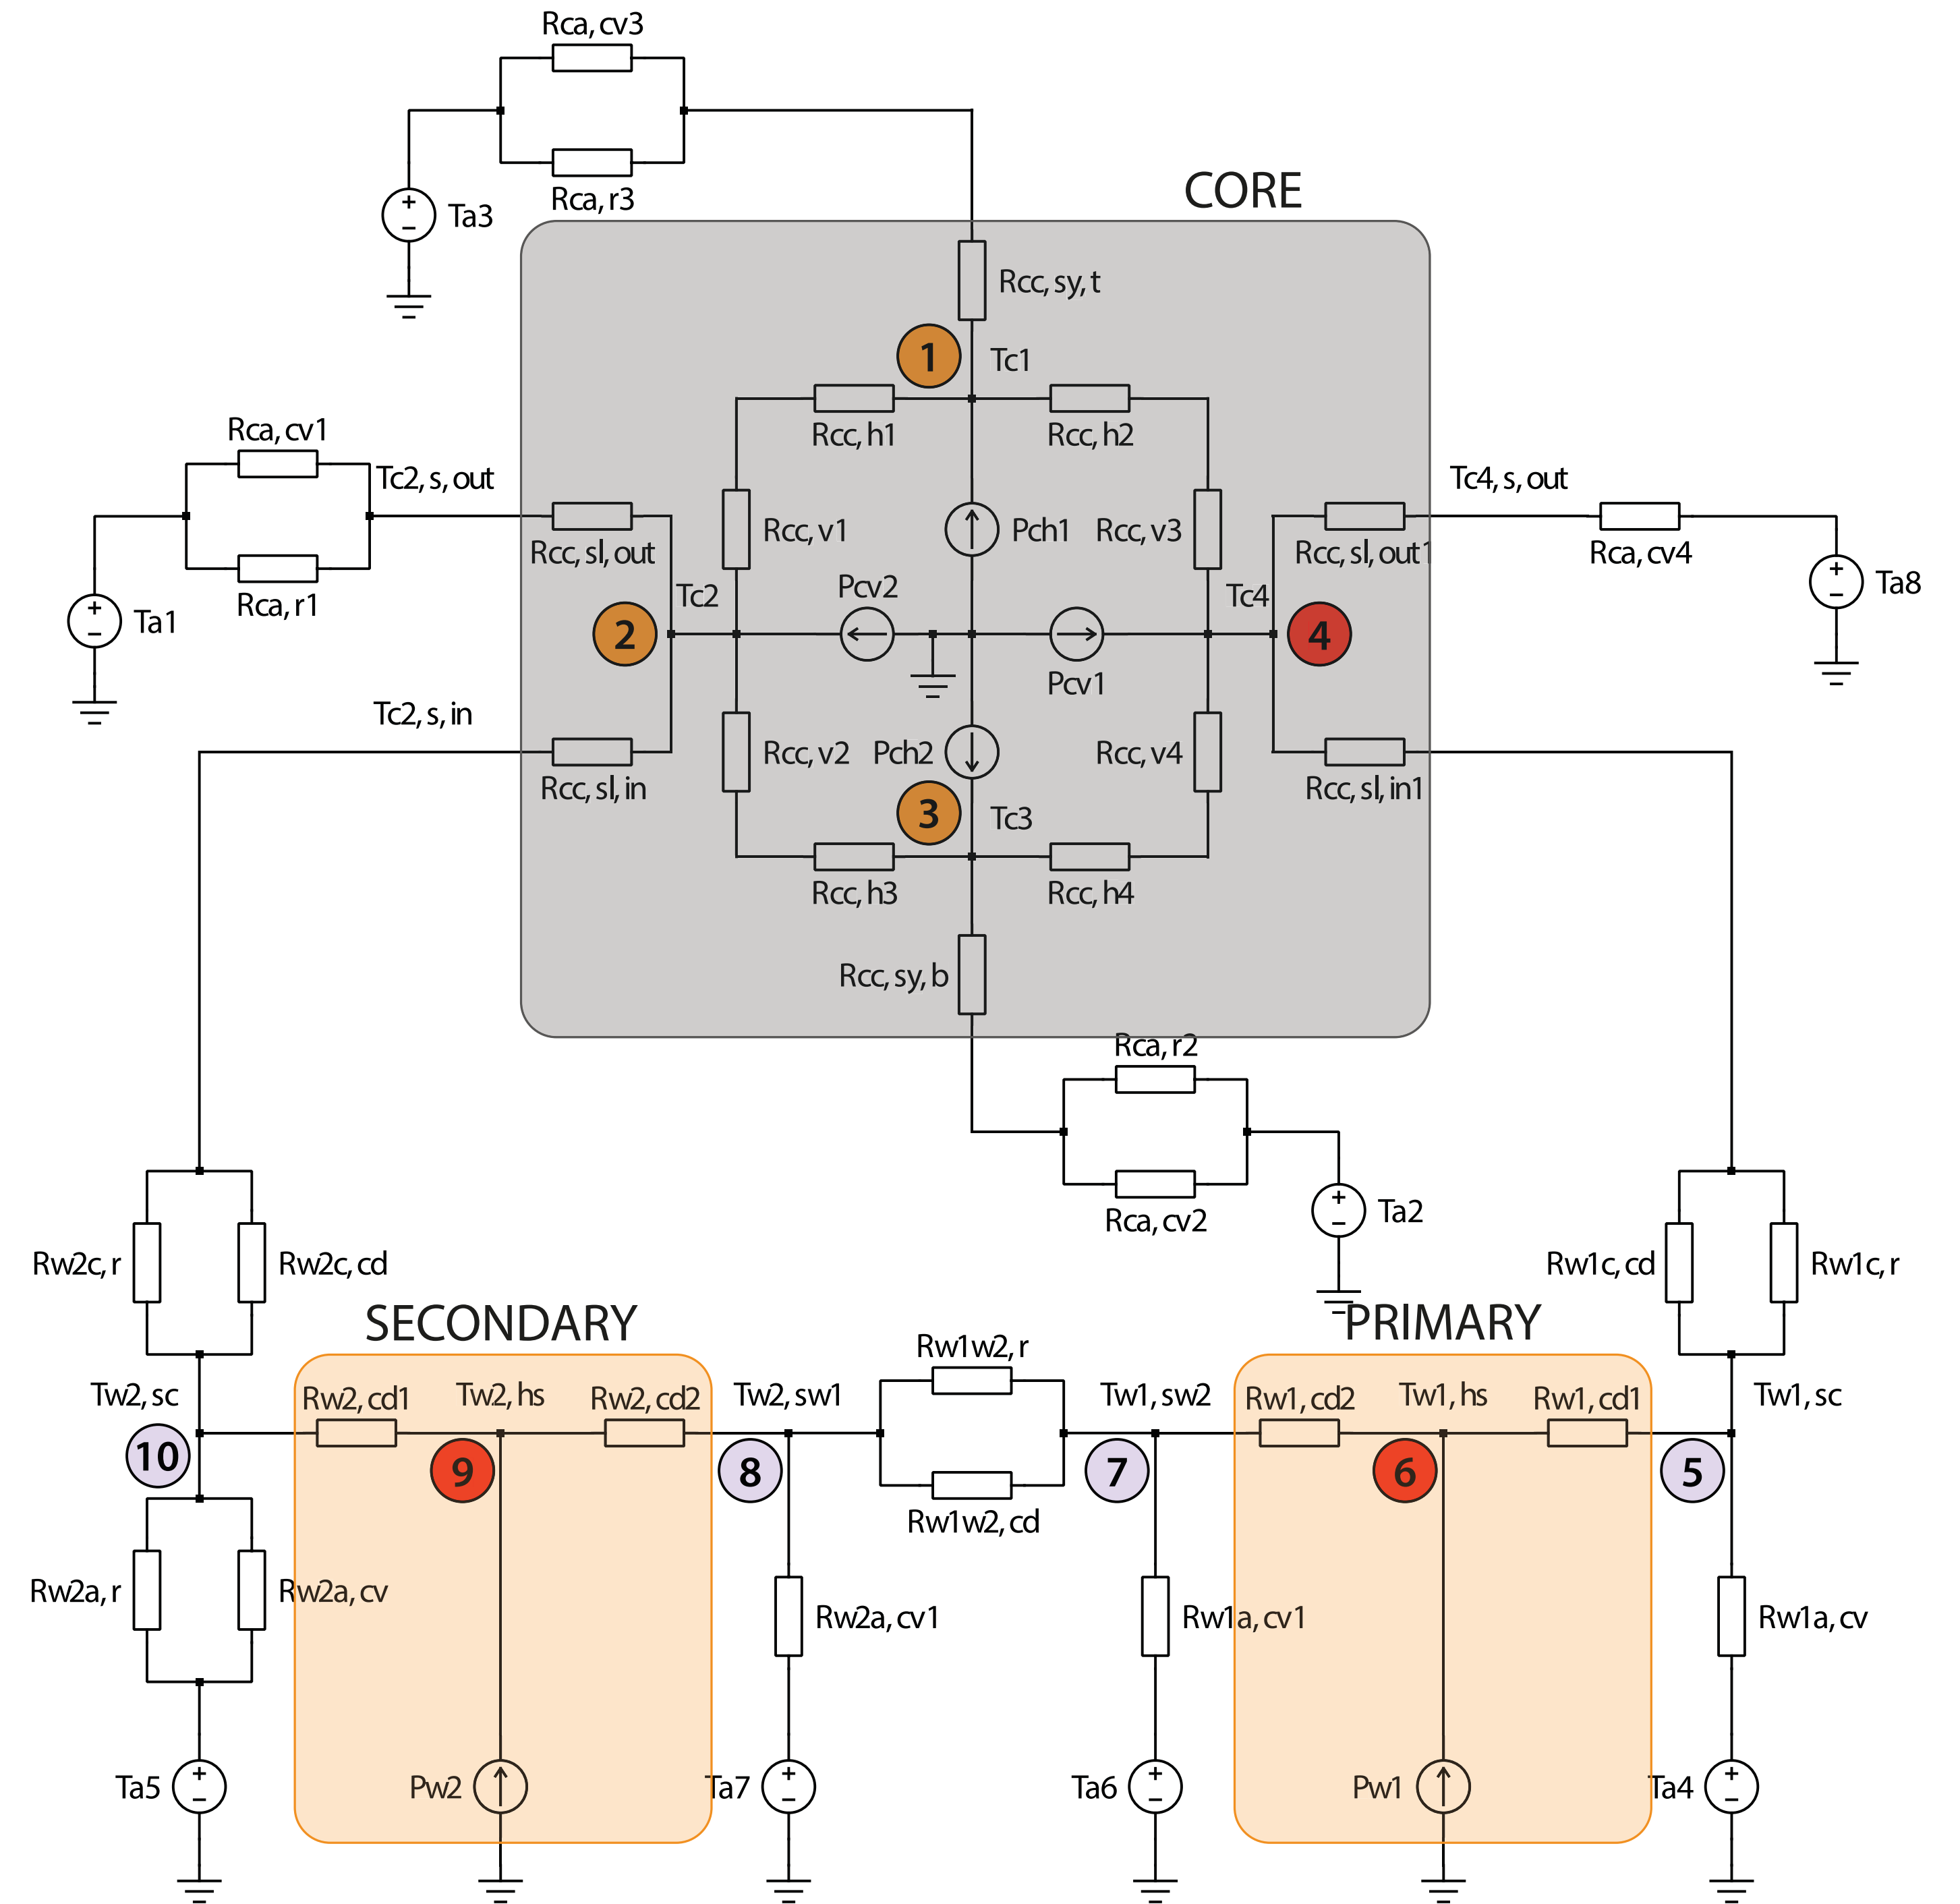 Rca, cv3
Rca, r3
Ta3
CORE
Rcc, sy, t
1
Tc1
Rcc, h1
Rcc, h2
Rca, cv1
Tc2, s, out
Tc4, s, out
Rcc, v1
Pch1
Rcc, v3
Rcc, sl, out
Rcc, sl, out1
Rca, cv4
Rca, r1
Ta1
Tc2
Pcv2
Tc4
Ta8
2
4
Pcv1
Tc2, s, in
Rcc, v2
Pch2
Rcc, v4
Rcc, sl, in
Rcc, sl, in1
3
Tc3
Rcc, h3
Rcc, h4
Rcc, sy, b
Rca, r2
Rca, cv2
Ta2
Rw2c, r
Rw2c, cd
Rw1c, cd
Rw1c, r
SECONDARY
PRIMARY
Rw1w2, r
Tw2, sc
Rw2, cd1
Tw2, hs
Rw2, cd2
Tw2, sw1
Tw1, sw2
Rw1, cd2
Tw1, hs
Rw1, cd1
Tw1, sc
10
9
8
7
6
5
Rw1w2, cd
Rw2a, r
Rw2a, cv
Rw2a, cv1
Rw1a, cv1
Rw1a, cv
Ta5
Pw2
Ta7
Ta6
Pw1
Ta4